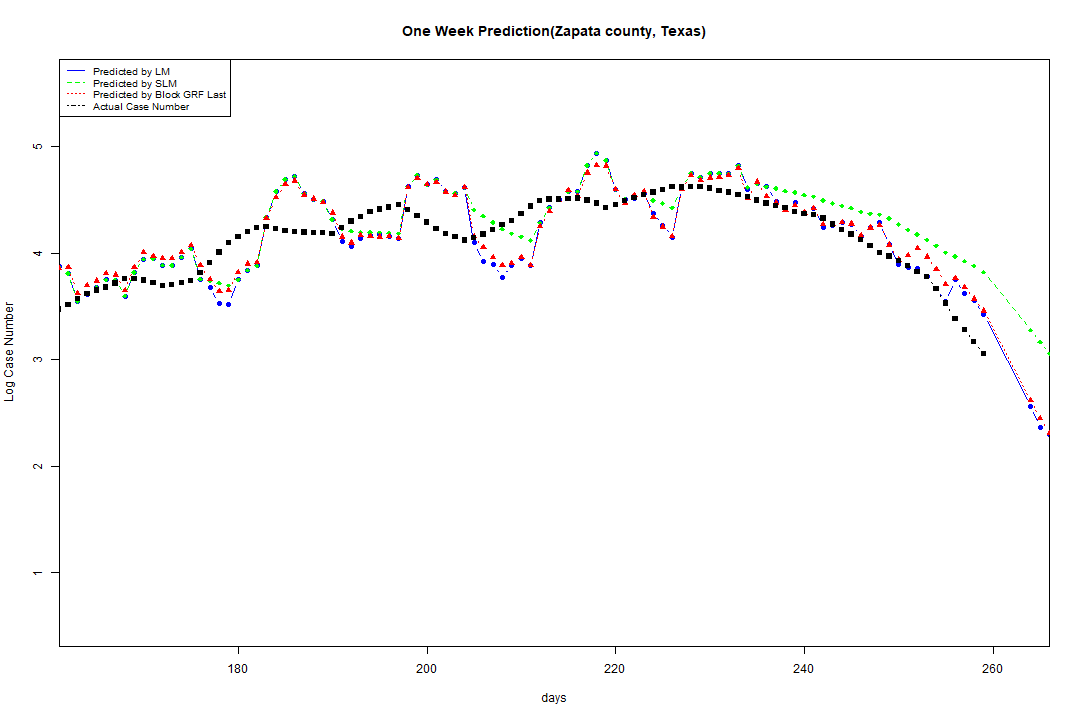 One Week Prediction(Zapata county, Texas)
Predicted by LM
Predicted by SLM
Predicted by Block GRF Last
Actual Case Number
5
4
3
2
1
Log Case Number
180 200 220 240 260
days